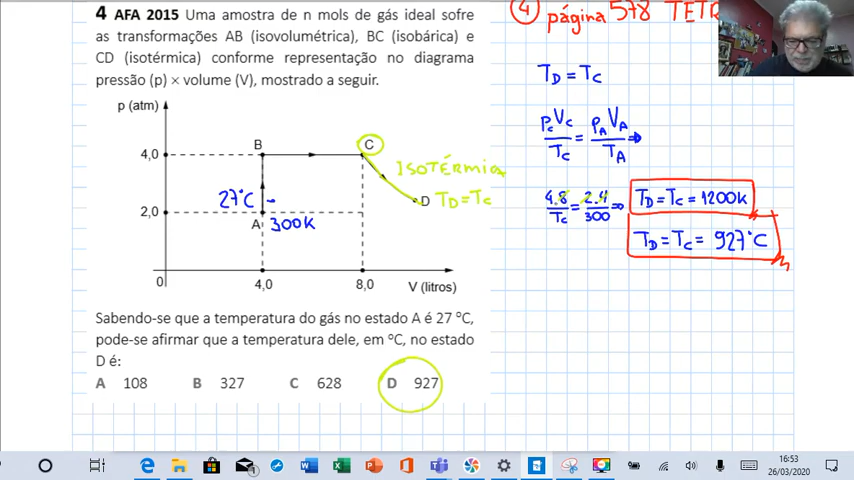 4 AFA 2015 Uma amostra de n mols de gás ideal sofre
as transformações AB (isovolumétrica), BC (isobárica) e
CD (isotérmica) conforme representação no diagrama
pressão (p) × volume (V), mostrado a seguir.
p (atm)
B
C
4,0
ISOTÉRMICA
27°C
D
TD=TC
2,0
A
300K
0
4,0
8,0
V (litros)
Sabendo-se que a temperatura do gás no estado A é 27 °C,
pode-se afirmar que a temperatura dele, em °C, no estado
D é:
A 108 B 327 C 628 D 927
4 página 578 TETR
TD=TC
pCVC/TC = pAVA/TA ⇒
4.8/TC = 2.4/300 ⇒ TD=TC=1200K
TD=TC= 927°C
16:53
26/03/2020